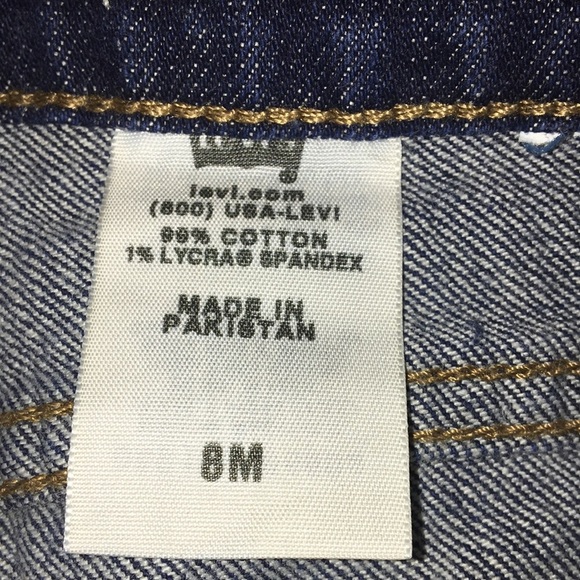 levi.com
(800) USA-LEVI
99% COTTON
1% LYCRA® SPANDEX
MADE IN
PAKISTAN
8M